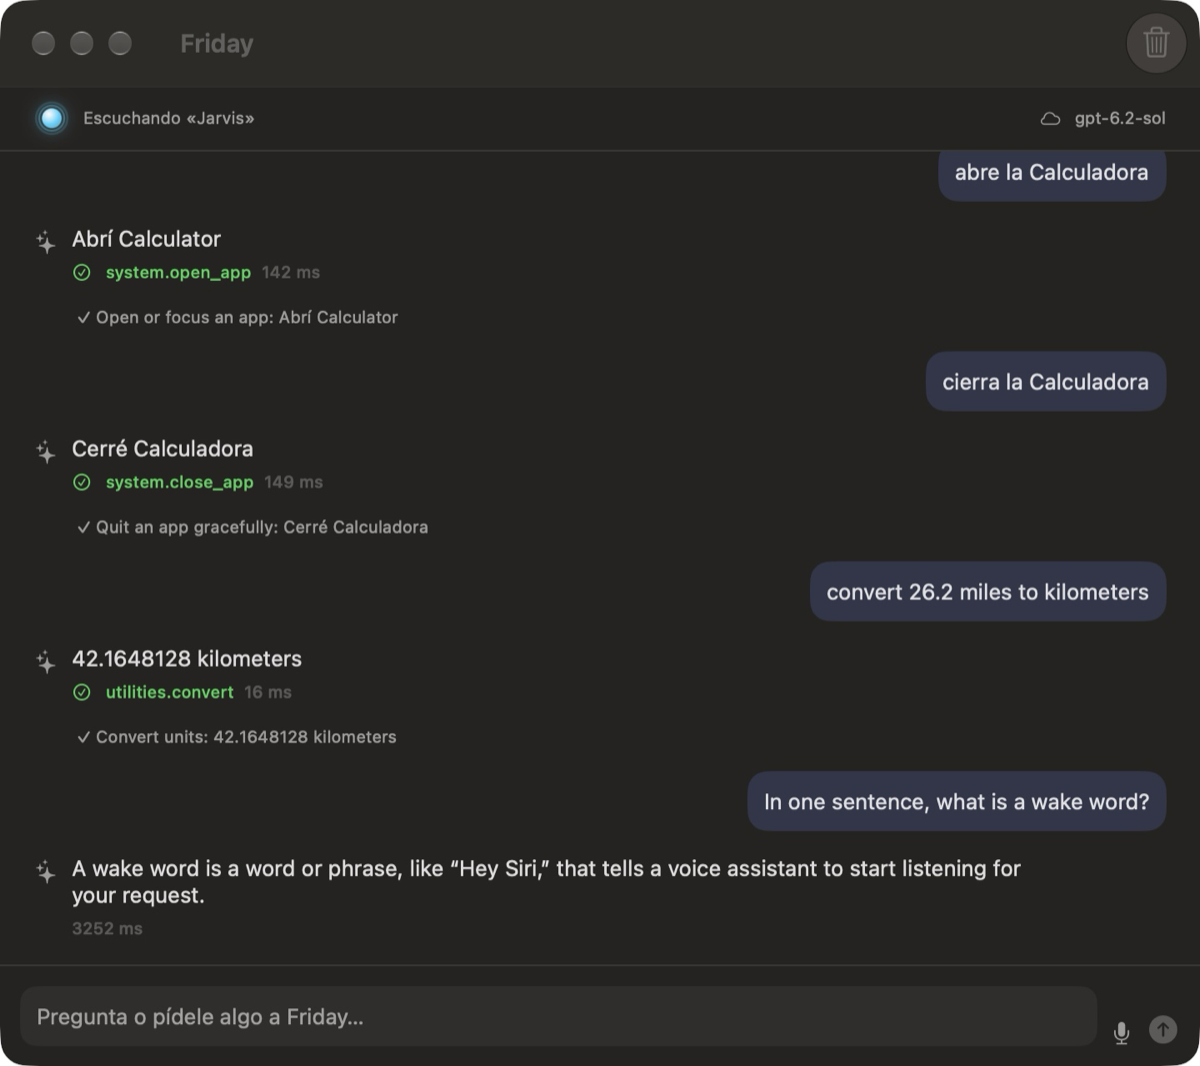 Friday
Escuchando «Jarvis»
gpt-6.2-sol
abre la Calculadora
Abrí Calculator
system.open_app 142 ms
✓ Open or focus an app: Abrí Calculator
cierra la Calculadora
Cerré Calculadora
system.close_app 149 ms
✓ Quit an app gracefully: Cerré Calculadora
convert 26.2 miles to kilometers
42.1648128 kilometers
utilities.convert 16 ms
✓ Convert units: 42.1648128 kilometers
In one sentence, what is a wake word?
A wake word is a word or phrase, like “Hey Siri,” that tells a voice assistant to start listening for
your request.
3252 ms
Pregunta o pídele algo a Friday...